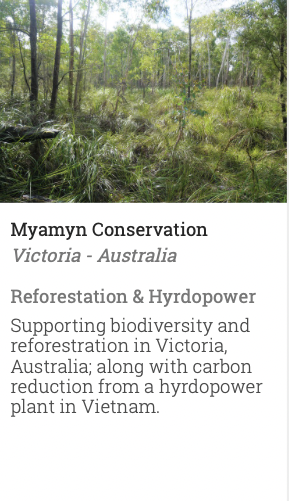 Myamyn Conservation
Victoria - Australia
Reforestation & Hyrdopower
Supporting biodiversity and
reforestration in Victoria,
Australia; along with carbon
reduction from a hyrdopower
plant in Vietnam.